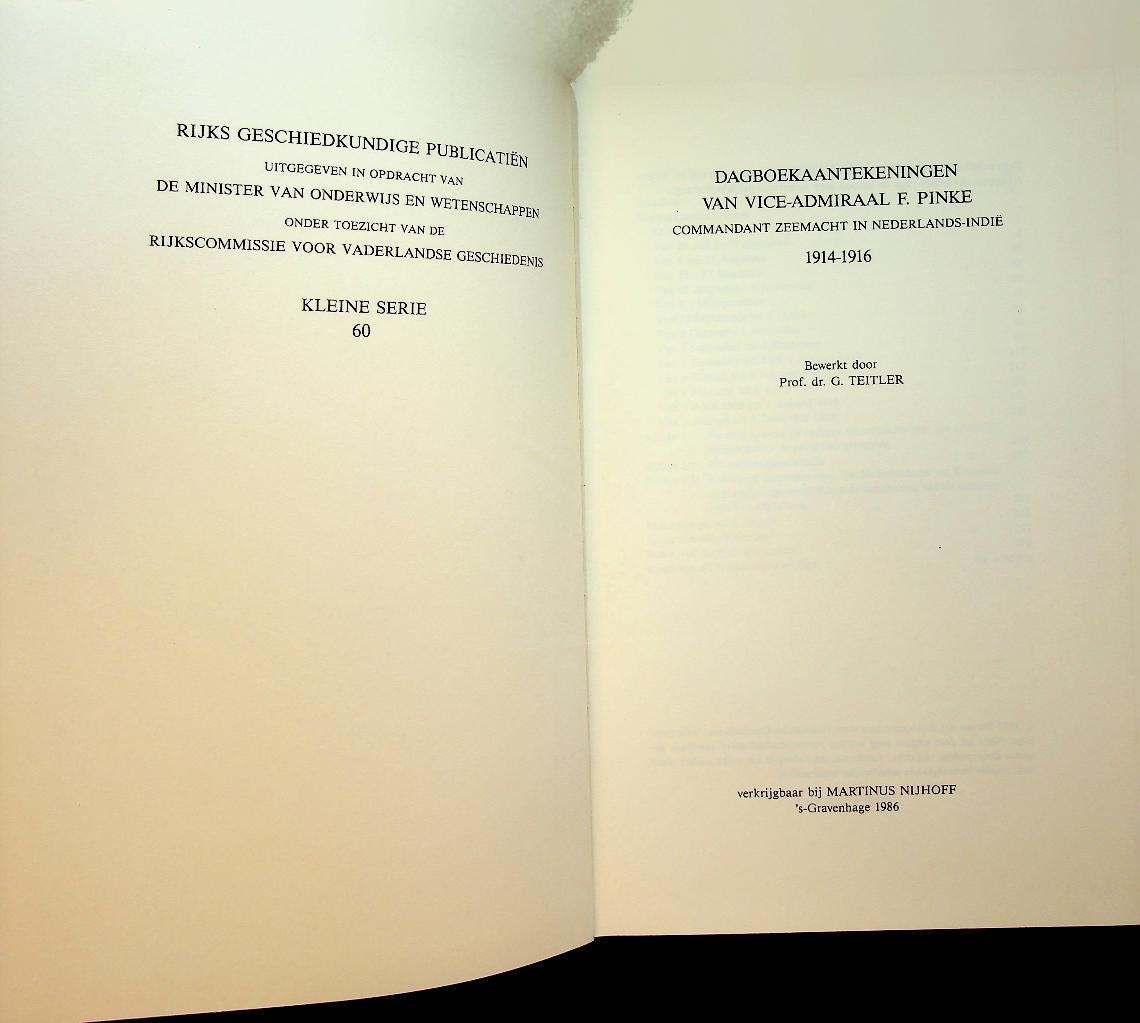 RIJKS GESCHIEDKUNDIGE PUBLICATIËN
UITGEGEVEN IN OPDRACHT VAN
DE MINISTER VAN ONDERWIJS EN WETENSCHAPPEN
ONDER TOEZICHT VAN DE
RIJKSCOMMISSIE VOOR VADERLANDSE GESCHIEDENIS
KLEINE SERIE
60
DAGBOEKAANTEKENINGEN
VAN VICE-ADMIRAAL F. PINKE
COMMANDANT ZEEMACHT IN NEDERLANDS-INDIË
1914-1916
Bewerkt door
Prof. dr. G. TEITLER
verkrijgbaar bij MARTINUS NIJHOFF
's-Gravenhage 1986